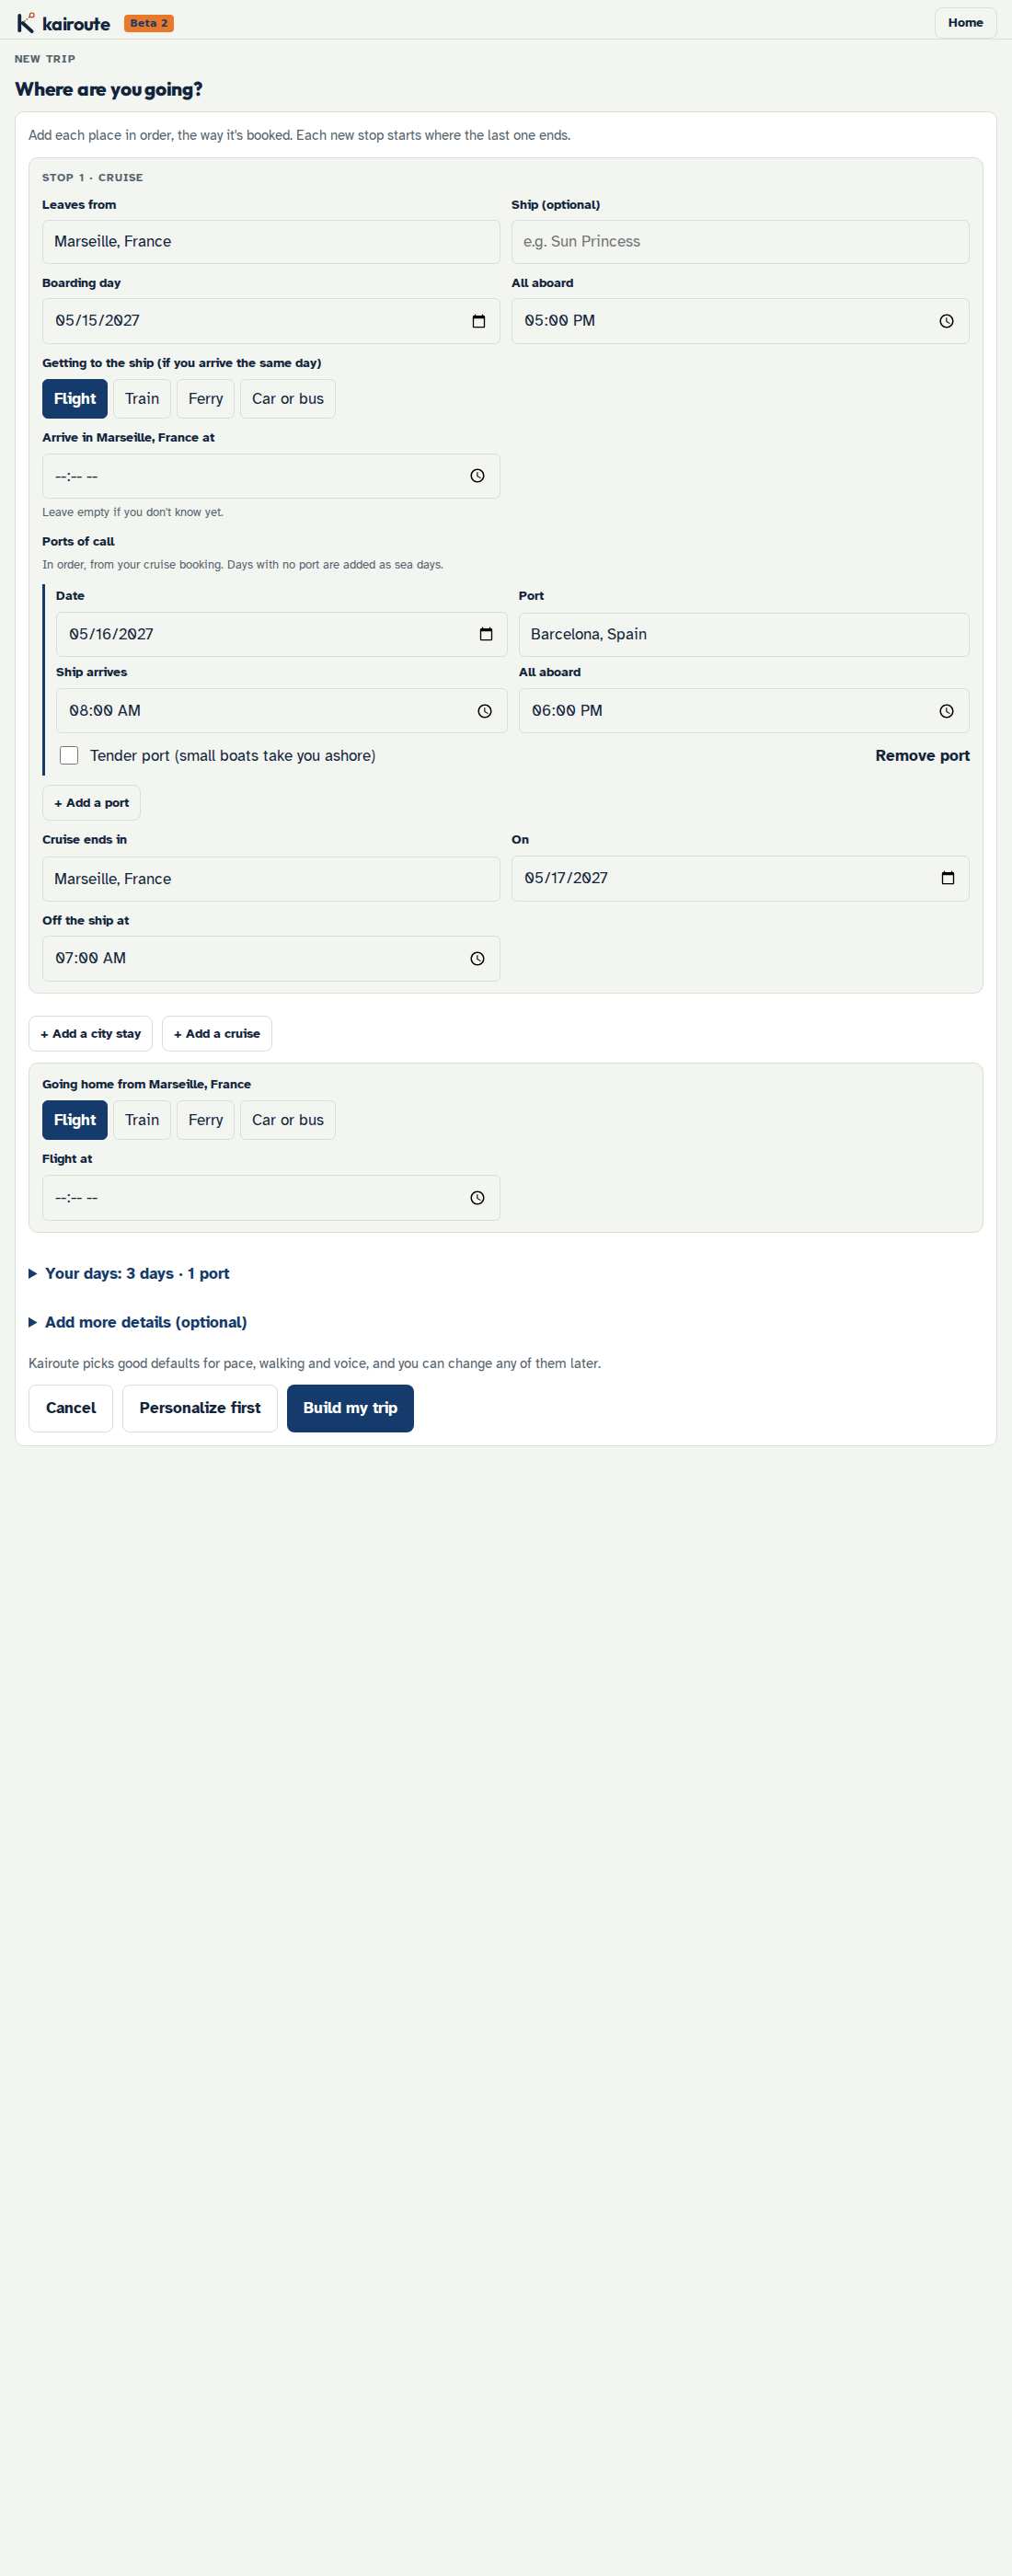 kairoute Beta 2 Home
NEW TRIP
Where are you going?
Add each place in order, the way it's booked. Each new stop starts where the last one ends.
STOP 1 · CRUISE
Leaves from Ship (optional)
Marseille, France e.g. Sun Princess
Boarding day All aboard
05/15/2027 05:00 PM
Getting to the ship (if you arrive the same day)
Flight Train Ferry Car or bus
Arrive in Marseille, France at
--:-- --
Leave empty if you don't know yet.
Ports of call
In order, from your cruise booking. Days with no port are added as sea days.
Date Port
05/16/2027 Barcelona, Spain
Ship arrives All aboard
08:00 AM 06:00 PM
Tender port (small boats take you ashore) Remove port
+ Add a port
Cruise ends in On
Marseille, France 05/17/2027
Off the ship at
07:00 AM
+ Add a city stay + Add a cruise
Going home from Marseille, France
Flight Train Ferry Car or bus
Flight at
--:-- --
Your days: 3 days · 1 port
Add more details (optional)
Kairoute picks good defaults for pace, walking and voice, and you can change any of them later.
Cancel Personalize first Build my trip